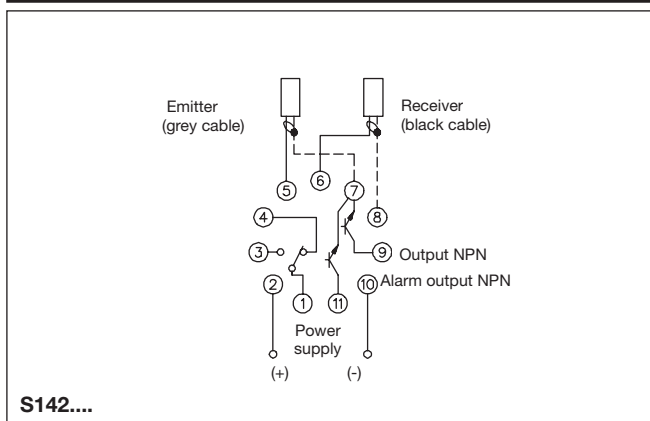 Emitter
(grey cable)
Receiver
(black cable)
5
6
7
8
4
3
9 Output NPN
2
10 Alarm output NPN
1
11
Power
supply
(+)
(-)
S142....